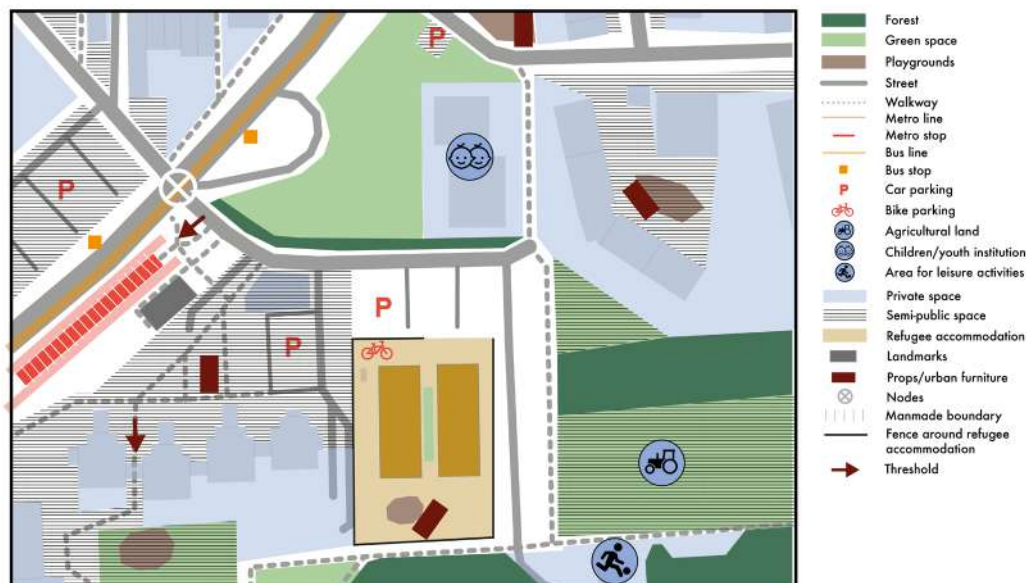 P
P
P
P
Forest
Green space
Playgrounds
Street
Walkway
Metro line
Metro stop
Bus line
Bus stop
P Car parking
Bike parking
Agricultural land
Children/youth institution
Area for leisure activities
Private space
Semi-public space
Refugee accommodation
Landmarks
Props/urban furniture
Nodes
Manmade boundary
Fence around refugee
accommodation
Threshold